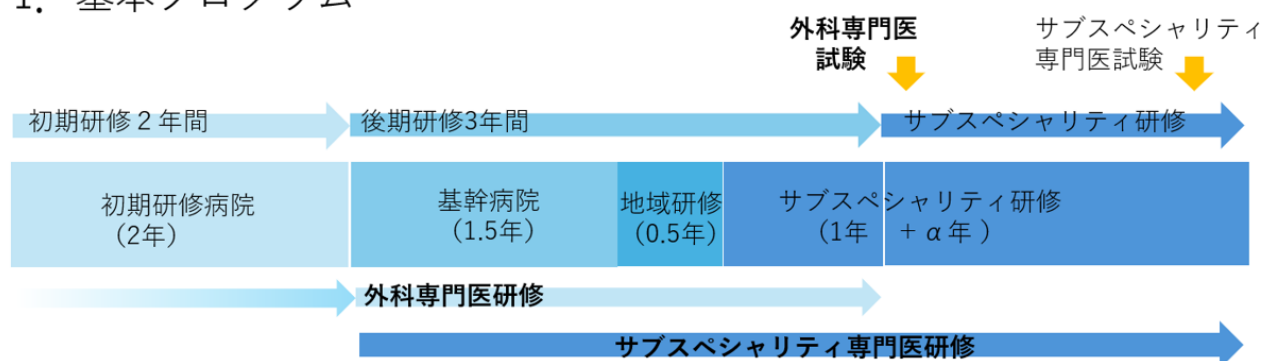 1. 基本プログラム
外科専門医
試験
サブスペシャリティ
専門医試験
初期研修２年間
後期研修3年間
サブスペシャリティ研修
初期研修病院
(2年)
基幹病院
(1.5年)
地域研修
(0.5年)
サブスペシャリティ研修
(1年 + α年)
外科専門医研修
サブスペシャリティ専門医研修